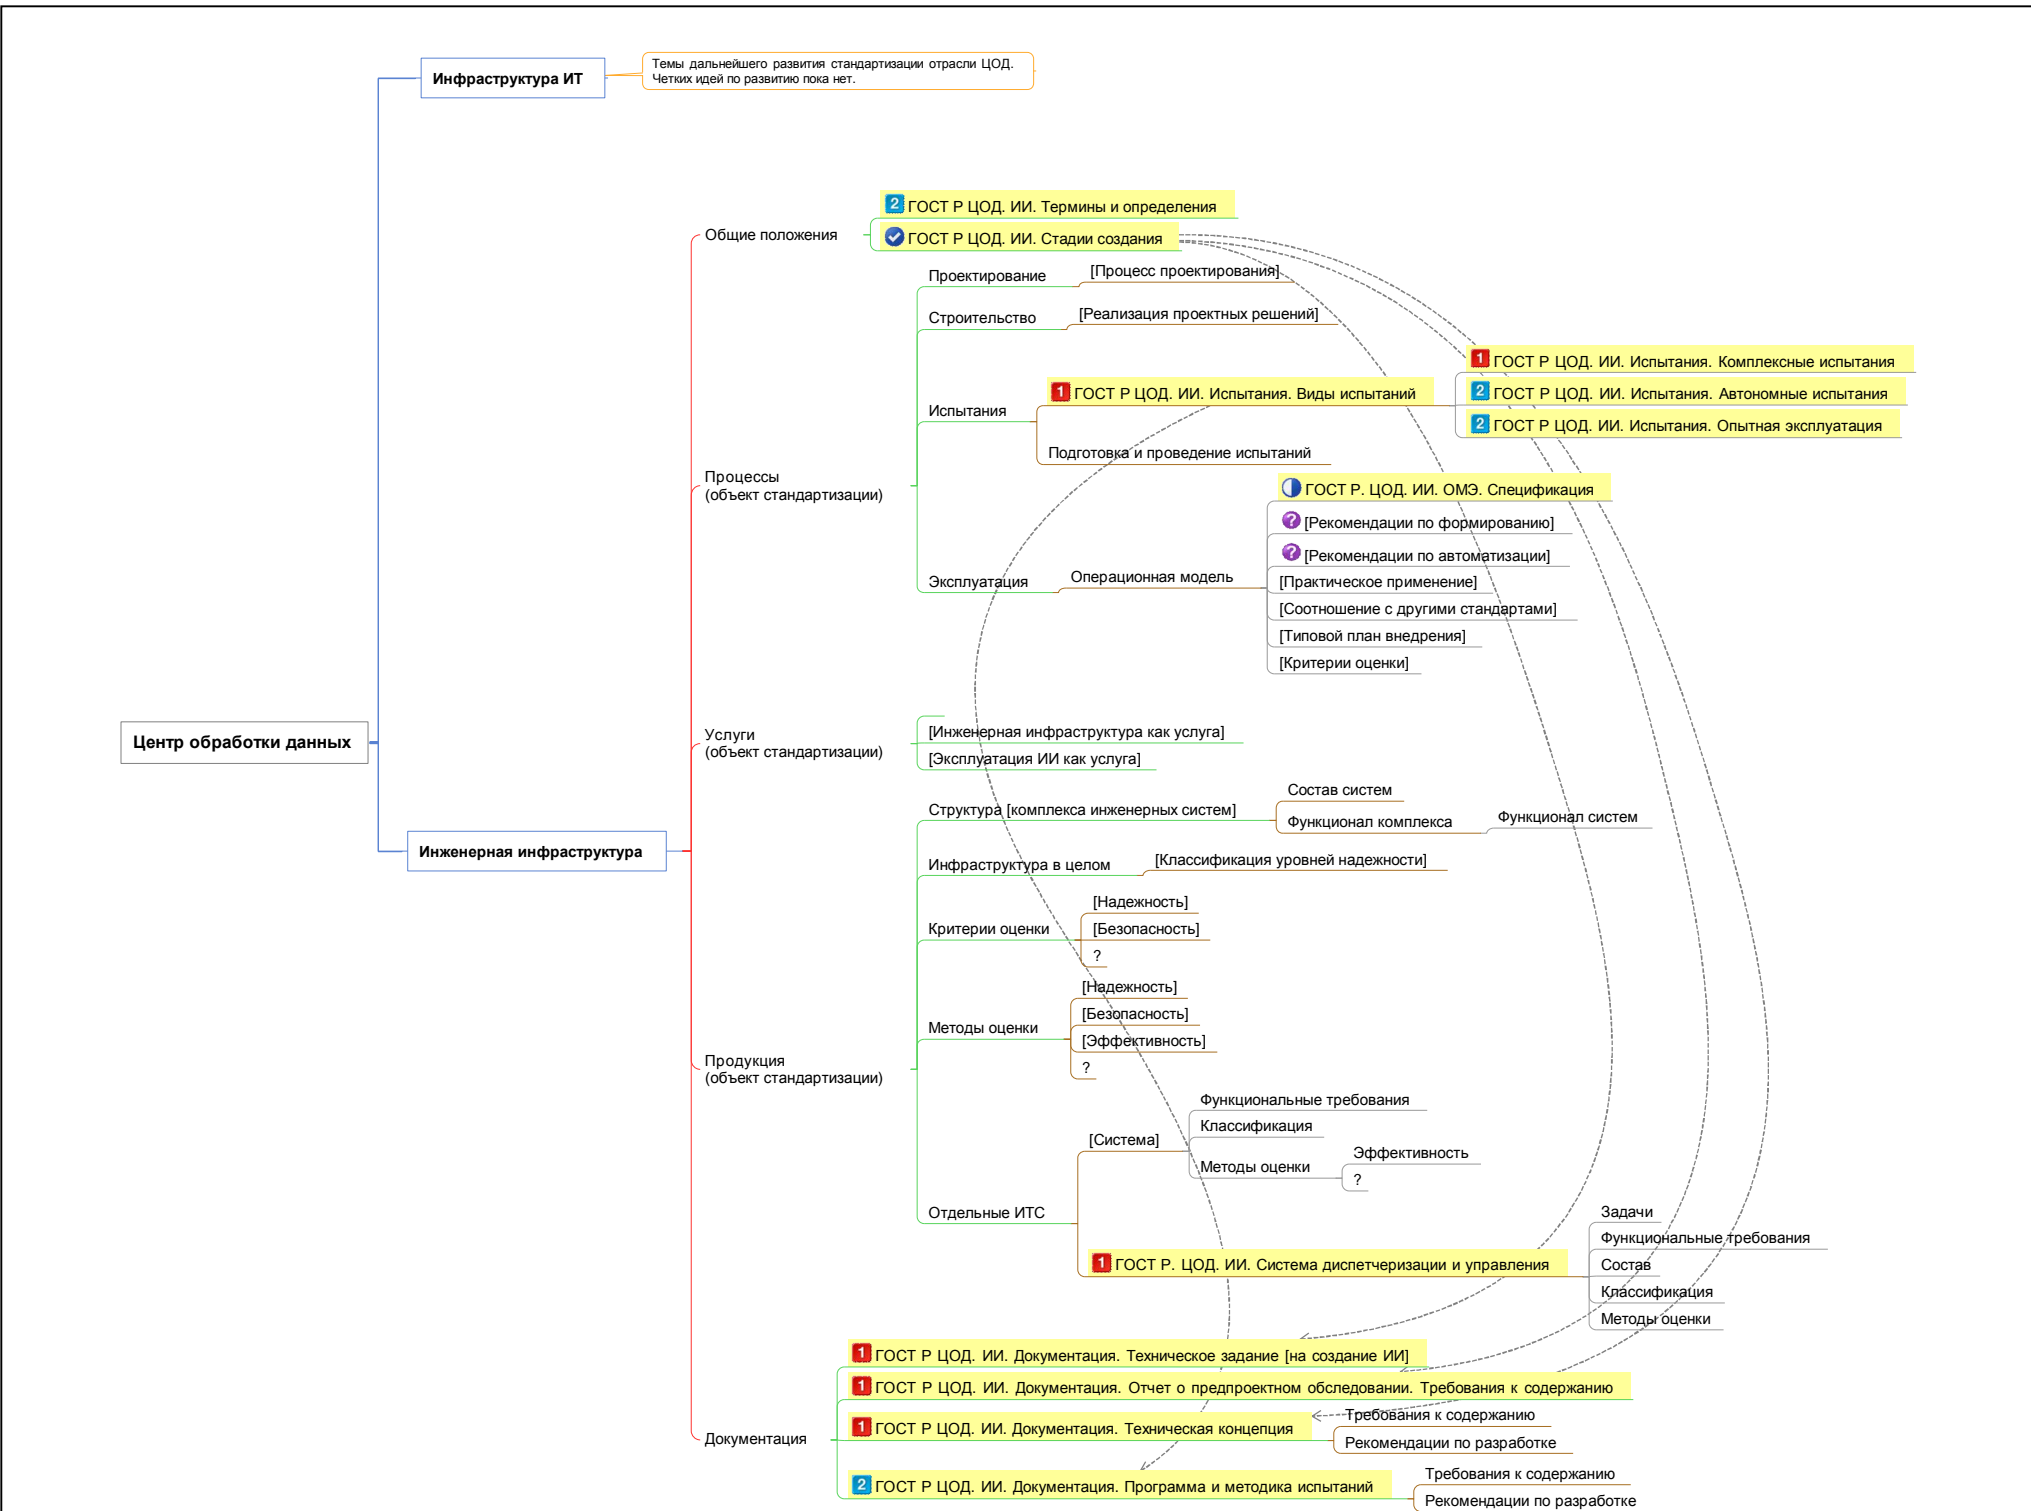 Инфраструктура ИТ
Темы дальнейшего развития стандартизации отрасли ЦОД.
Четких идей по развитию пока нет.
2 ГОСТ Р ЦОД. ИИ. Термины и определения
Общие положения
ГОСТ Р ЦОД. ИИ. Стадии создания
Проектирование
[Процесс проектирования]
Строительство
[Реализация проектных решений]
1 ГОСТ Р ЦОД. ИИ. Испытания. Комплексные испытания
1 ГОСТ Р ЦОД. ИИ. Испытания. Виды испытаний
2 ГОСТ Р ЦОД. ИИ. Испытания. Автономные испытания
Испытания
2 ГОСТ Р ЦОД. ИИ. Испытания. Опытная эксплуатация
Подготовка и проведение испытаний
Процессы
(объект стандартизации)
ГОСТ Р. ЦОД. ИИ. ОМЭ. Спецификация
? [Рекомендации по формированию]
? [Рекомендации по автоматизации]
Эксплуатация
Операционная модель
[Практическое применение]
[Соотношение с другими стандартами]
[Типовой план внедрения]
[Критерии оценки]
Центр обработки данных
Услуги
(объект стандартизации)
[Инженерная инфраструктура как услуга]
[Эксплуатация ИИ как услуга]
Состав систем
Структура [комплекса инженерных систем]
Функционал комплекса
Функционал систем
Инженерная инфраструктура
Инфраструктура в целом
[Классификация уровней надежности]
[Надежность]
Критерии оценки
[Безопасность]
?
[Надежность]
[Безопасность]
Методы оценки
[Эффективность]
?
Продукция
(объект стандартизации)
Функциональные требования
Классификация
[Система]
Эффективность
Методы оценки
?
Отдельные ИТС
Задачи
Функциональные требования
1 ГОСТ Р. ЦОД. ИИ. Система диспетчеризации и управления
Состав
Классификация
Методы оценки
1 ГОСТ Р ЦОД. ИИ. Документация. Техническое задание [на создание ИИ]
1 ГОСТ Р ЦОД. ИИ. Документация. Отчет о предпроектном обследовании. Требования к содержанию
Требования к содержанию
1 ГОСТ Р ЦОД. ИИ. Документация. Техническая концепция
Документация
Рекомендации по разработке
Требования к содержанию
2 ГОСТ Р ЦОД. ИИ. Документация. Программа и методика испытаний
Рекомендации по разработке